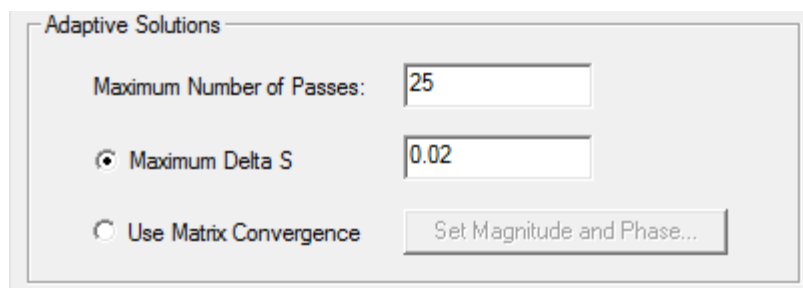 Adaptive Solutions
Maximum Number of Passes: 25
Maximum Delta S 0.02
Use Matrix Convergence Set Magnitude and Phase...